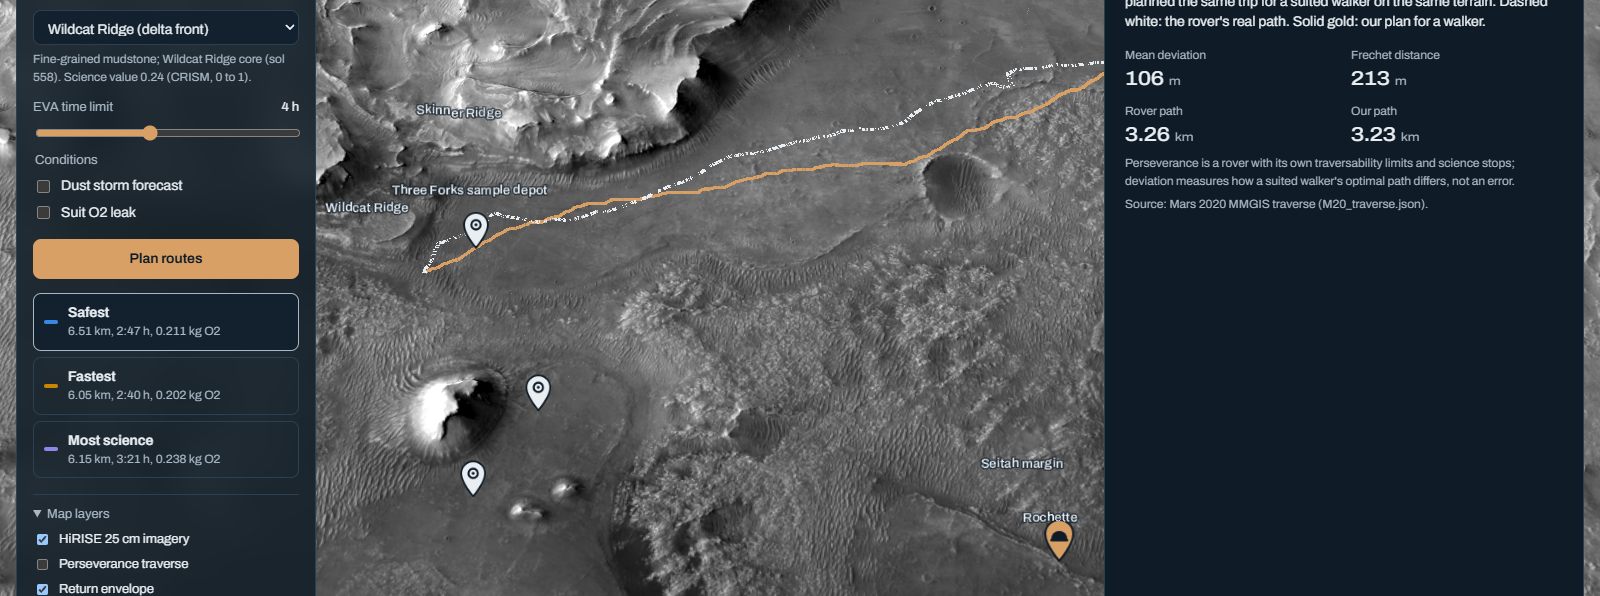 Wildcat Ridge (delta front)
Fine-grained mudstone; Wildcat Ridge core (sol
558). Science value 0.24 (CRISM, 0 to 1).
EVA time limit 4 h
Conditions
Dust storm forecast
Suit O2 leak
Plan routes
Safest
6.51 km, 2:47 h, 0.211 kg O2
Fastest
6.05 km, 2:40 h, 0.202 kg O2
Most science
6.15 km, 3:21 h, 0.238 kg O2
Map layers
HiRISE 25 cm imagery
Perseverance traverse
Return envelope
Skinner Ridge
Three Forks sample depot
Wildcat Ridge
Seitah margin
Rochette
planned the same trip for a suited walker on the same terrain. Dashed
white: the rover's real path. Solid gold: our plan for a walker.
Mean deviation Frechet distance
106 m 213 m
Rover path Our path
3.26 km 3.23 km
Perseverance is a rover with its own traversability limits and science stops;
deviation measures how a suited walker's optimal path differs, not an error.
Source: Mars 2020 MMGIS traverse (M20_traverse.json).